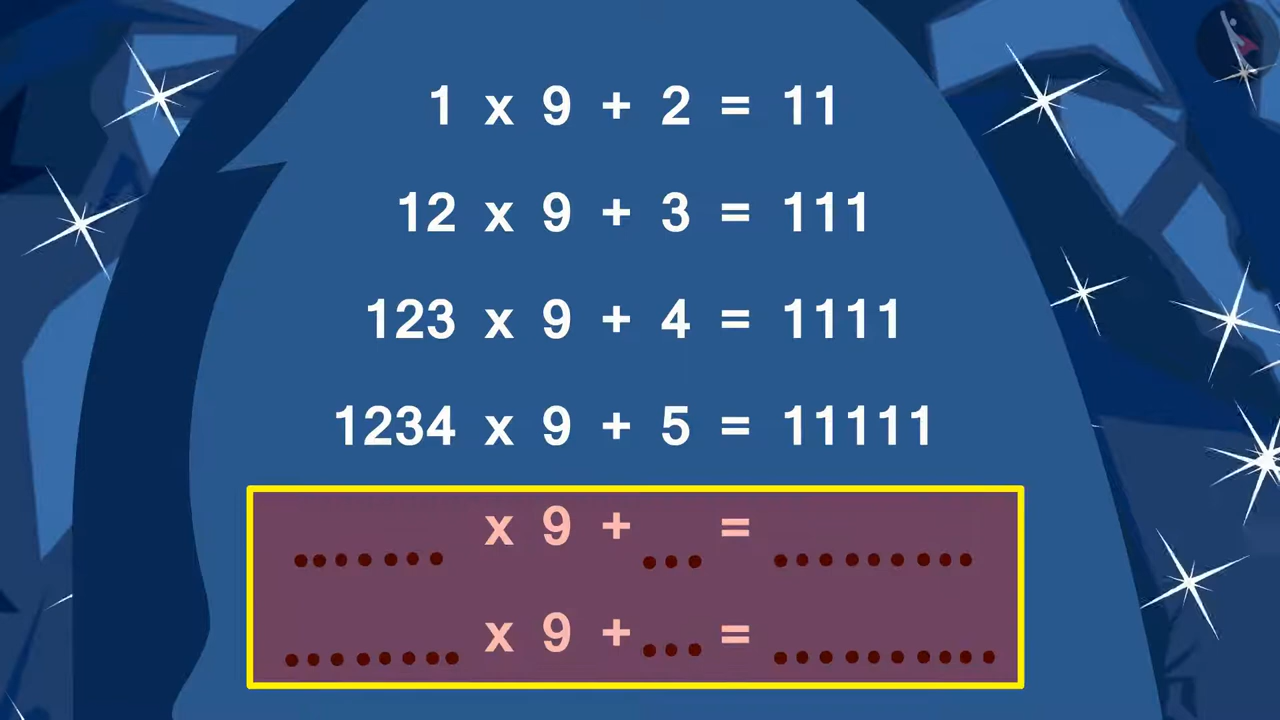 1 x 9 + 2 = 11
12 x 9 + 3 = 111
123 x 9 + 4 = 1111
1234 x 9 + 5 = 11111
....... x 9 + ... = .........
........ x 9 + ... = ..........